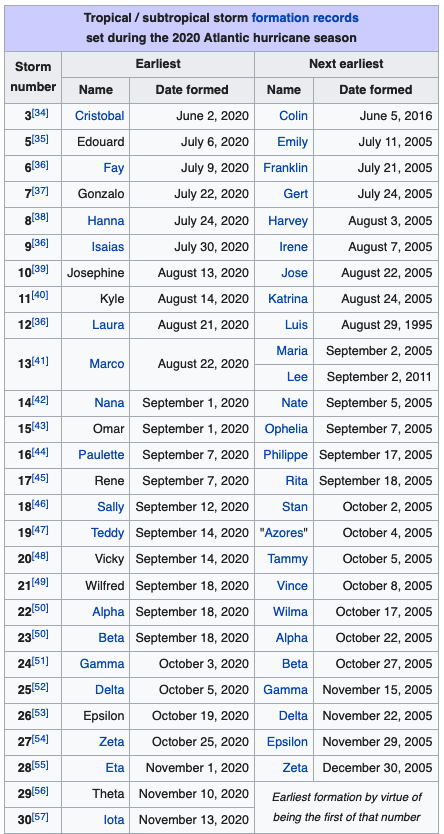 Tropical / subtropical storm formation records
set during the 2020 Atlantic hurricane season
Storm number Earliest Next earliest
Name Date formed Name Date formed
3[34] Cristobal June 2, 2020 Colin June 5, 2016
5[35] Edouard July 6, 2020 Emily July 11, 2005
6[36] Fay July 9, 2020 Franklin July 21, 2005
7[37] Gonzalo July 22, 2020 Gert July 24, 2005
8[38] Hanna July 24, 2020 Harvey August 3, 2005
9[36] Isaias July 30, 2020 Irene August 7, 2005
10[39] Josephine August 13, 2020 Jose August 22, 2005
11[40] Kyle August 14, 2020 Katrina August 24, 2005
12[36] Laura August 21, 2020 Luis August 29, 1995
13[41] Marco August 22, 2020 Maria September 2, 2005
Lee September 2, 2011
14[42] Nana September 1, 2020 Nate September 5, 2005
15[43] Omar September 1, 2020 Ophelia September 7, 2005
16[44] Paulette September 7, 2020 Philippe September 17, 2005
17[45] Rene September 7, 2020 Rita September 18, 2005
18[46] Sally September 12, 2020 Stan October 2, 2005
19[47] Teddy September 14, 2020 "Azores" October 4, 2005
20[48] Vicky September 14, 2020 Tammy October 5, 2005
21[49] Wilfred September 18, 2020 Vince October 8, 2005
22[50] Alpha September 18, 2020 Wilma October 17, 2005
23[50] Beta September 18, 2020 Alpha October 22, 2005
24[51] Gamma October 3, 2020 Beta October 27, 2005
25[52] Delta October 5, 2020 Gamma November 15, 2005
26[53] Epsilon October 19, 2020 Delta November 22, 2005
27[54] Zeta October 25, 2020 Epsilon November 29, 2005
28[55] Eta November 1, 2020 Zeta December 30, 2005
29[56] Theta November 10, 2020 Earliest formation by virtue of
30[57] Iota November 13, 2020 being the first of that number